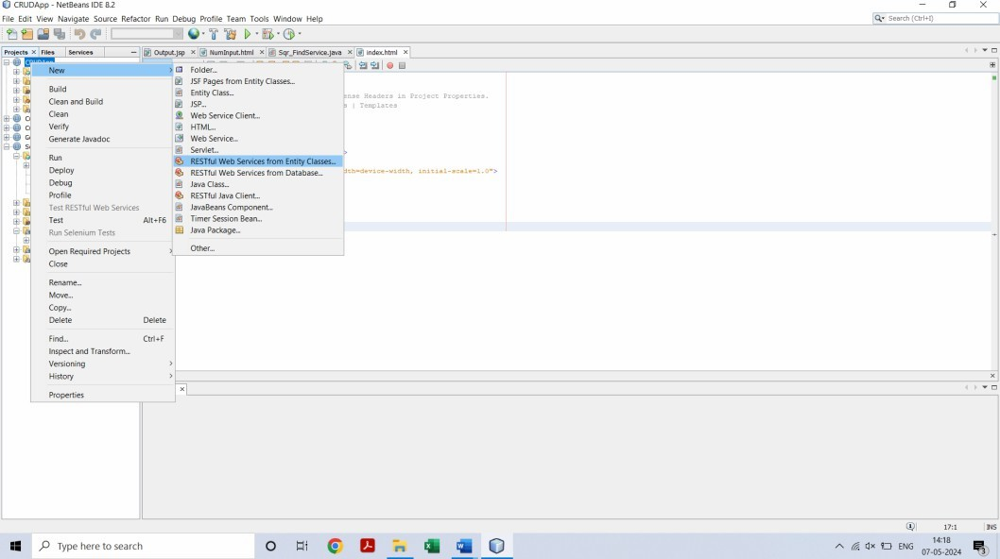 CRUDApp - NetBeans IDE 8.2
File Edit View Navigate Source Refactor Run Debug Profile Team Tools Window Help
Search (Ctrl+I)
Projects Files Services
Output.jsp NumInput.html Sqr_FindService.java index.html
CRUDApp
New
Build
Clean and Build
Clean
Verify
Generate Javadoc
Run
Deploy
Debug
Profile
Test RESTful Web Services
Test Alt+F6
Run Selenium Tests
Open Required Projects
Close
Rename...
Move...
Copy...
Delete Delete
Find... Ctrl+F
Inspect and Transform...
Versioning
History
Properties
Folder...
JSF Pages from Entity Classes...
Entity Class...
JSP...
Web Service Client...
HTML...
Web Service...
Servlet...
RESTful Web Services from Entity Classes...
RESTful Web Services from Database...
Java Class...
RESTful Java Client...
JavaBeans Component...
Timer Session Bean...
Java Package...
Other...
ense Headers in Project Properties.
s | Templates
>
dth=device-width, initial-scale=1.0">
17:1 INS
Type here to search
ENG
14:18
07-05-2024
3